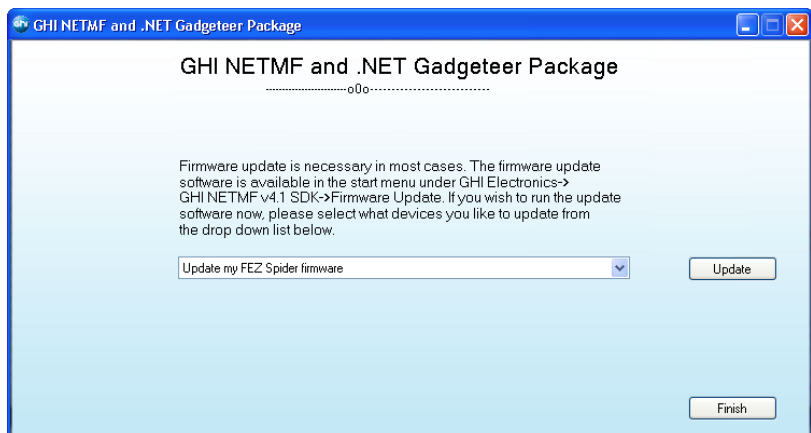 GHI NETMF and .NET Gadgeteer Package
GHI NETMF and .NET Gadgeteer Package
-------------------------o0o----------------------------
Firmware update is necessary in most cases. The firmware update
software is available in the start menu under GHI Electronics->
GHI NETMF v4.1 SDK->Firmware Update. If you wish to run the update
software now, please select what devices you like to update from
the drop down list below.
Update my FEZ Spider firmware
Update
Finish